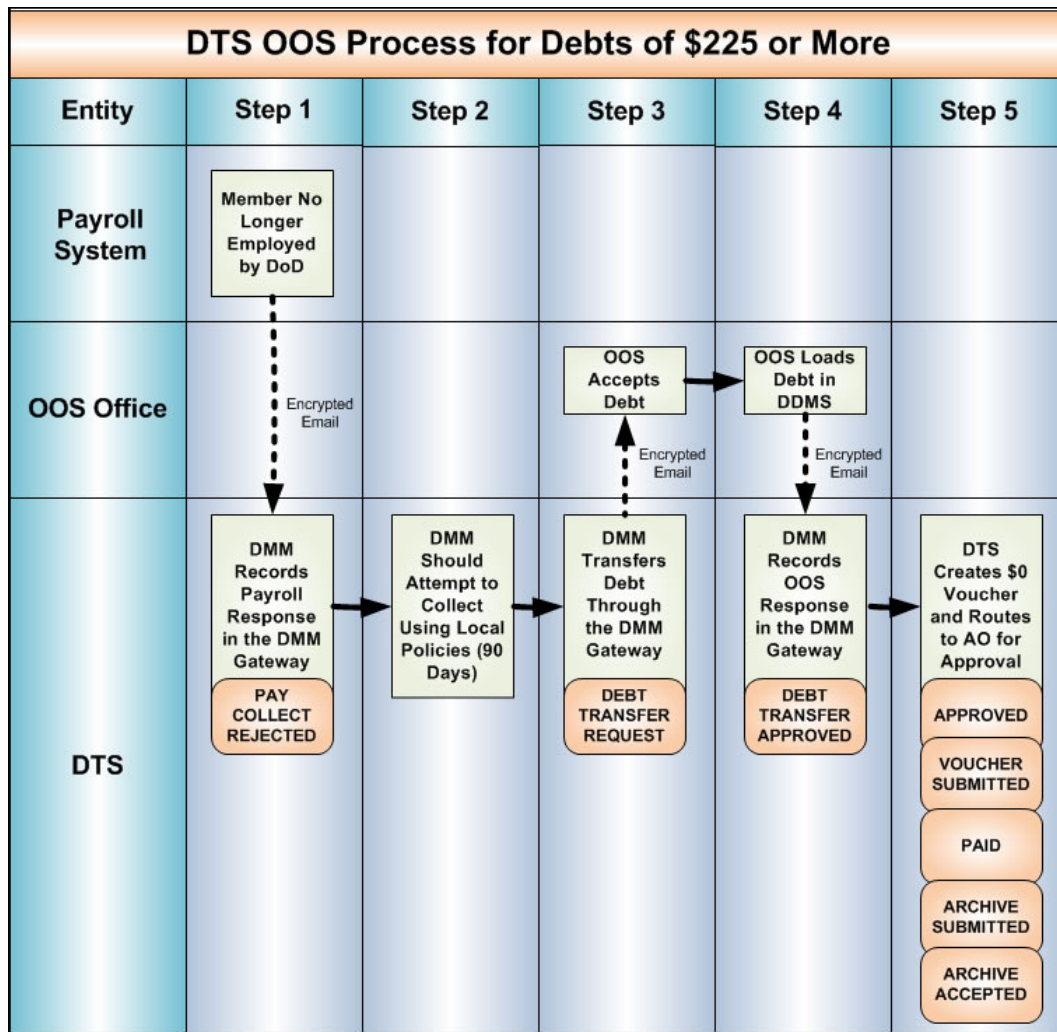 DTS OOS Process for Debts of $225 or More
Entity
Step 1
Step 2
Step 3
Step 4
Step 5
Payroll
System
Member No
Longer
Employed
by DoD
OOS Office
Encrypted
Email
OOS
Accepts
Debt
Encrypted
Email
OOS Loads
Debt in
DDMS
Encrypted
Email
DTS
DMM
Records
Payroll
Response
in the DMM
Gateway
PAY
COLLECT
REJECTED
DMM
Should
Attempt to
Collect
Using Local
Policies (90
Days)
DMM
Transfers
Debt
Through
the DMM
Gateway
DEBT
TRANSFER
REQUEST
DMM
Records
OOS
Response
in the DMM
Gateway
DEBT
TRANSFER
APPROVED
DTS
Creates $0
Voucher
and Routes
to AO for
Approval
APPROVED
VOUCHER
SUBMITTED
PAID
ARCHIVE
SUBMITTED
ARCHIVE
ACCEPTED